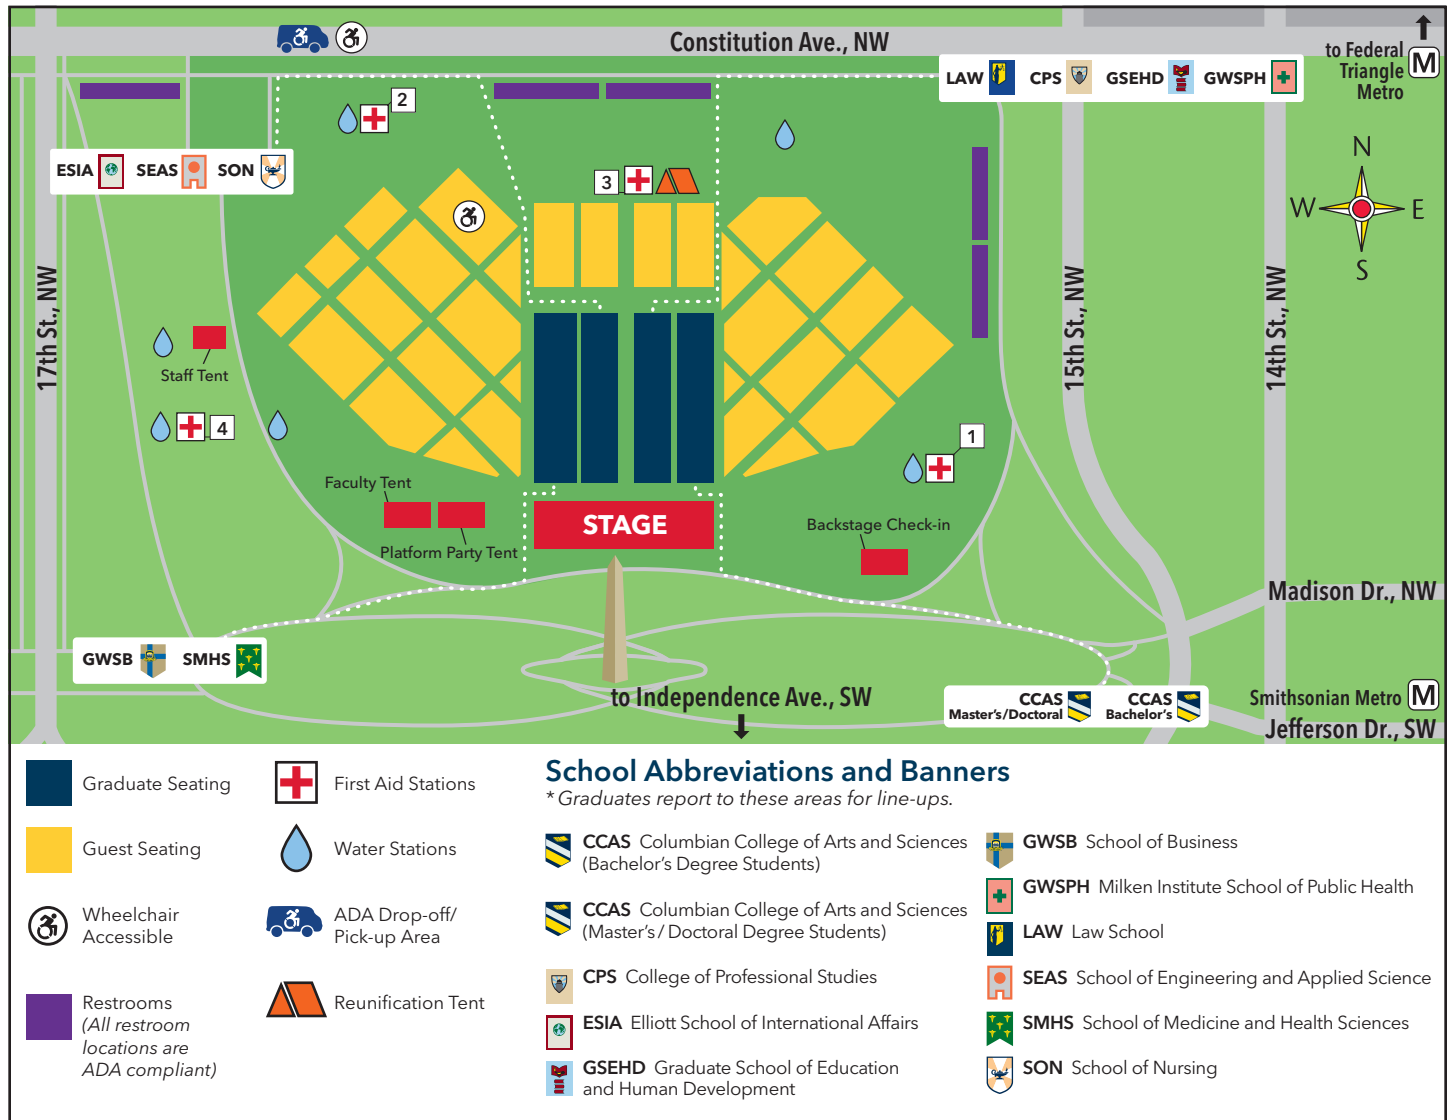 Constitution Ave., NW
to Federal
Triangle
Metro
M
LAW CPS GSEHD GWSPH
2
ESIA SEAS SON
3
N
W E
S
17th St., NW
15th St., NW
14th St., NW
Staff Tent
4
1
Faculty Tent
Platform Party Tent
STAGE
Backstage Check-in
Madison Dr., NW
GWSB SMHS
to Independence Ave., SW
CCAS
Master's/Doctoral
CCAS
Bachelor's
Smithsonian Metro M
Jefferson Dr., SW
Graduate Seating
Guest Seating
Wheelchair
Accessible
Restrooms
(All restroom
locations are
ADA compliant)
First Aid Stations
Water Stations
ADA Drop-off/
Pick-up Area
Reunification Tent
School Abbreviations and Banners
*Graduates report to these areas for line-ups.
CCAS Columbian College of Arts and Sciences
(Bachelor's Degree Students)
CCAS Columbian College of Arts and Sciences
(Master's / Doctoral Degree Students)
CPS College of Professional Studies
ESIA Elliott School of International Affairs
GSEHD Graduate School of Education
and Human Development
GWSB School of Business
GWSPH Milken Institute School of Public Health
LAW Law School
SEAS School of Engineering and Applied Science
SMHS School of Medicine and Health Sciences
SON School of Nursing